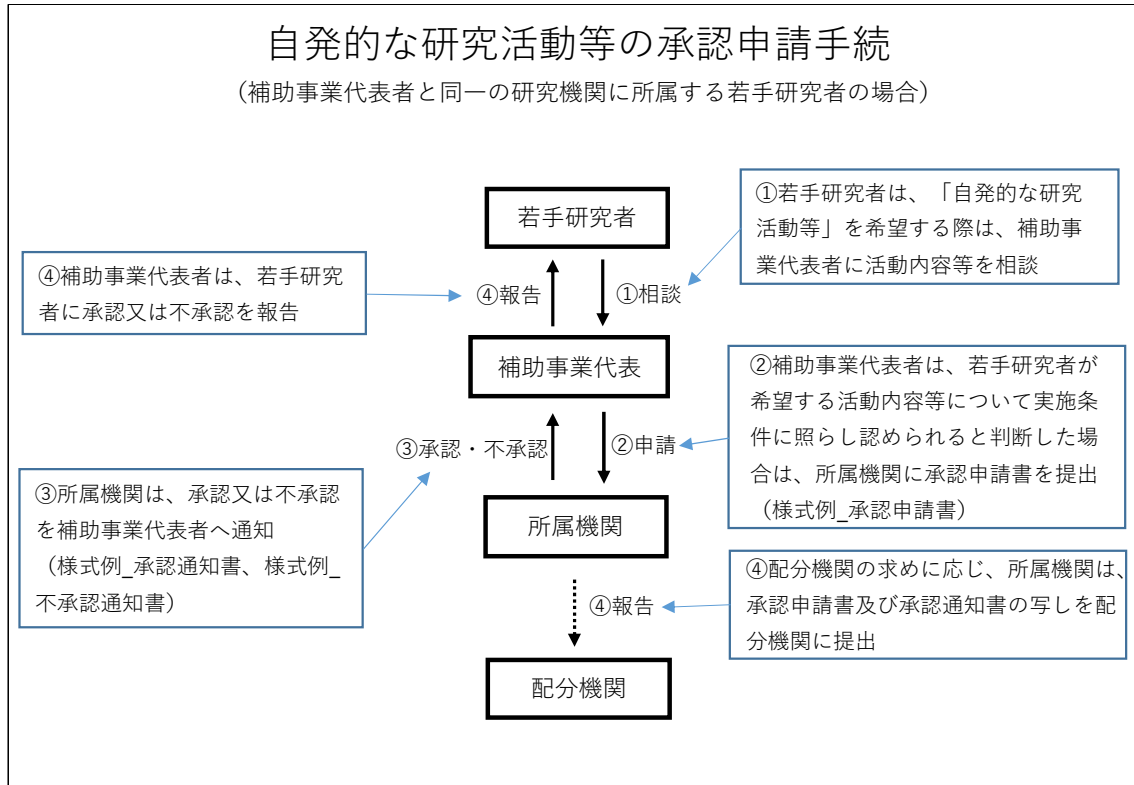 自発的な研究活動等の承認申請手続
（補助事業代表者と同一の研究機関に所属する若手研究者の場合）
若手研究者
①若手研究者は、「自発的な研究
活動等」を希望する際は、補助事
業代表者に活動内容等を相談
④補助事業代表者は、若手研究
者に承認又は不承認を報告
④報告
①相談
補助事業代表
②補助事業代表者は、若手研究者が
希望する活動内容等について実施条
件に照らし認められると判断した場
合は、所属機関に承認申請書を提出
（様式例_承認申請書）
③承認・不承認
②申請
③所属機関は、承認又は不承認
を補助事業代表者へ通知
（様式例_承認通知書、様式例_
不承認通知書）
所属機関
④配分機関の求めに応じ、所属機関は、
承認申請書及び承認通知書の写しを配
分機関に提出
④報告
配分機関